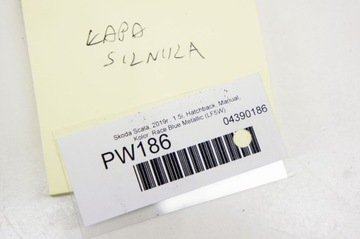 KAPA
SILNIKA
Skoda Scala, 2019r., 1.5i, Hatchback, Manual,
Kolor: Race Blue Metallic (LF5W)
04390186
PW186